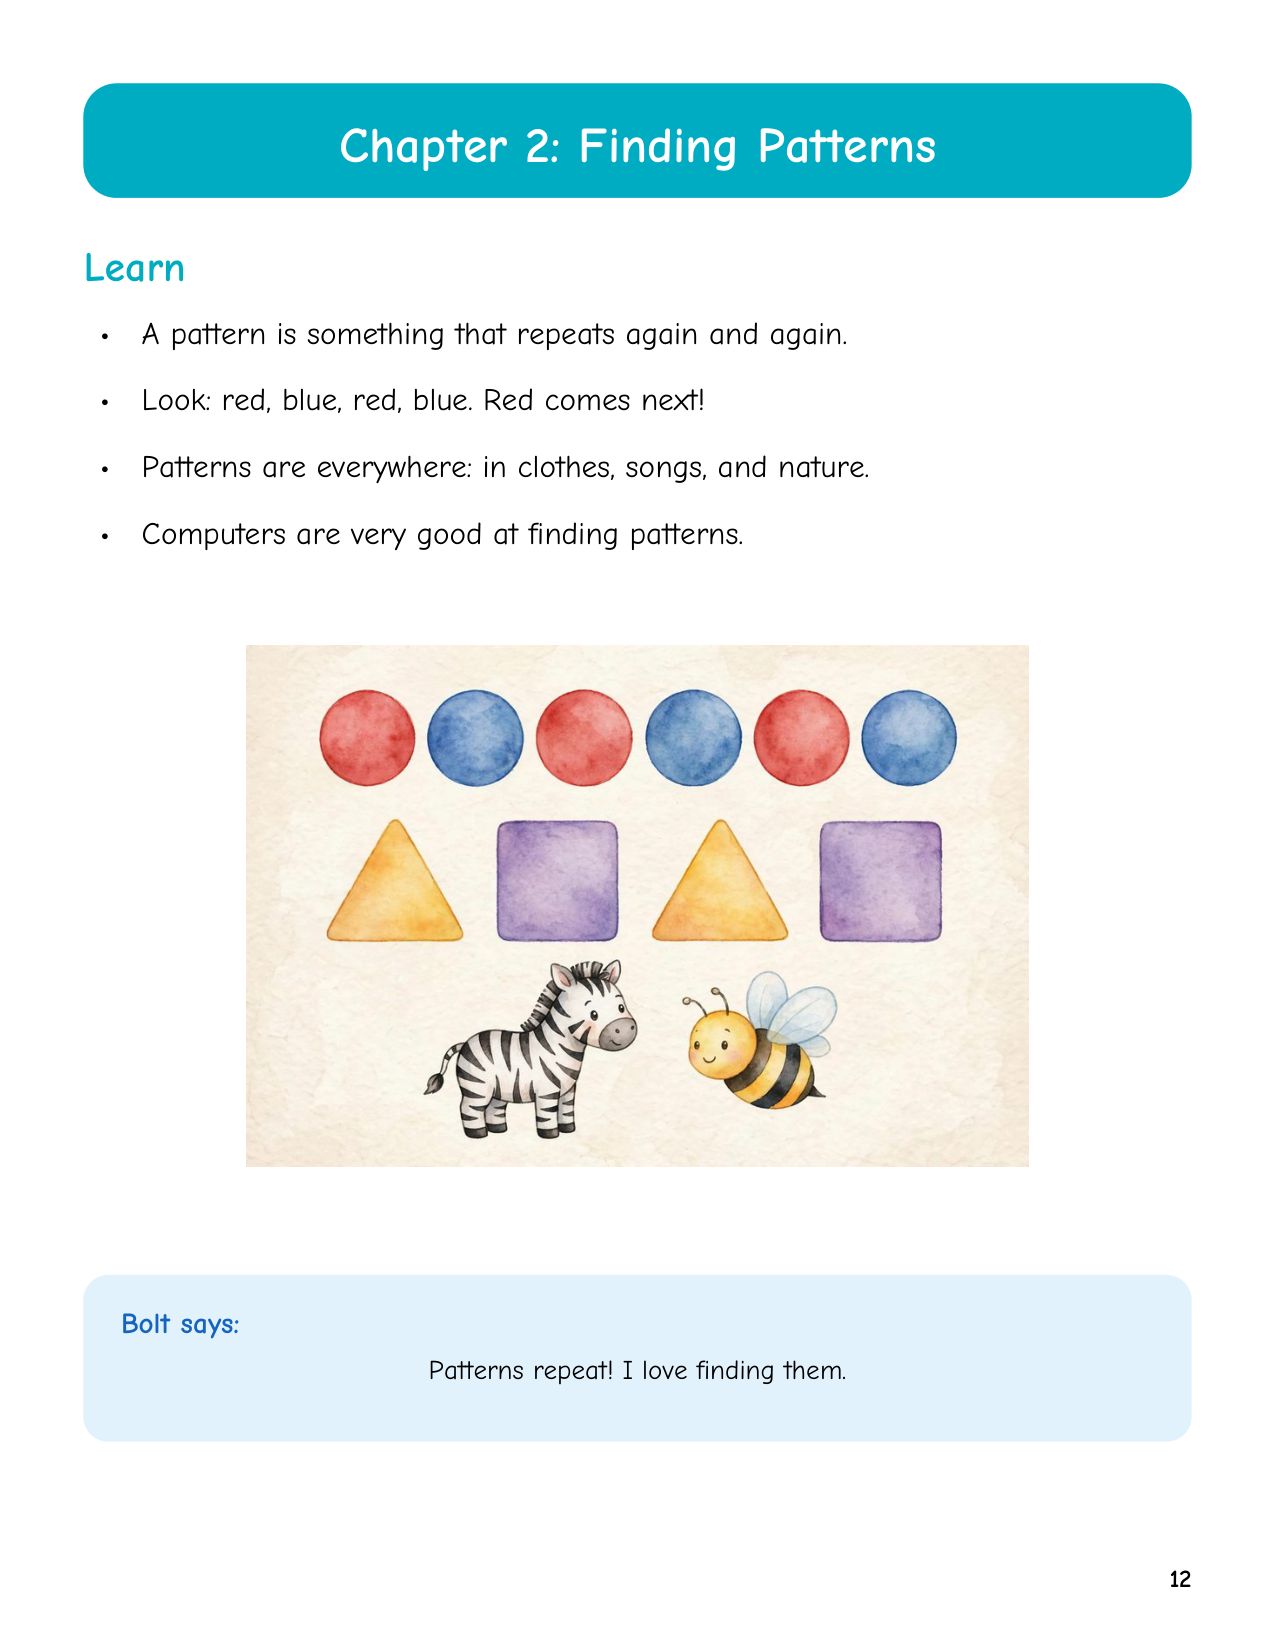 Chapter 2: Finding Patterns
Learn
• A pattern is something that repeats again and again.
• Look: red, blue, red, blue. Red comes next!
• Patterns are everywhere: in clothes, songs, and nature.
• Computers are very good at finding patterns.
Bolt says:
Patterns repeat! I love finding them.
12